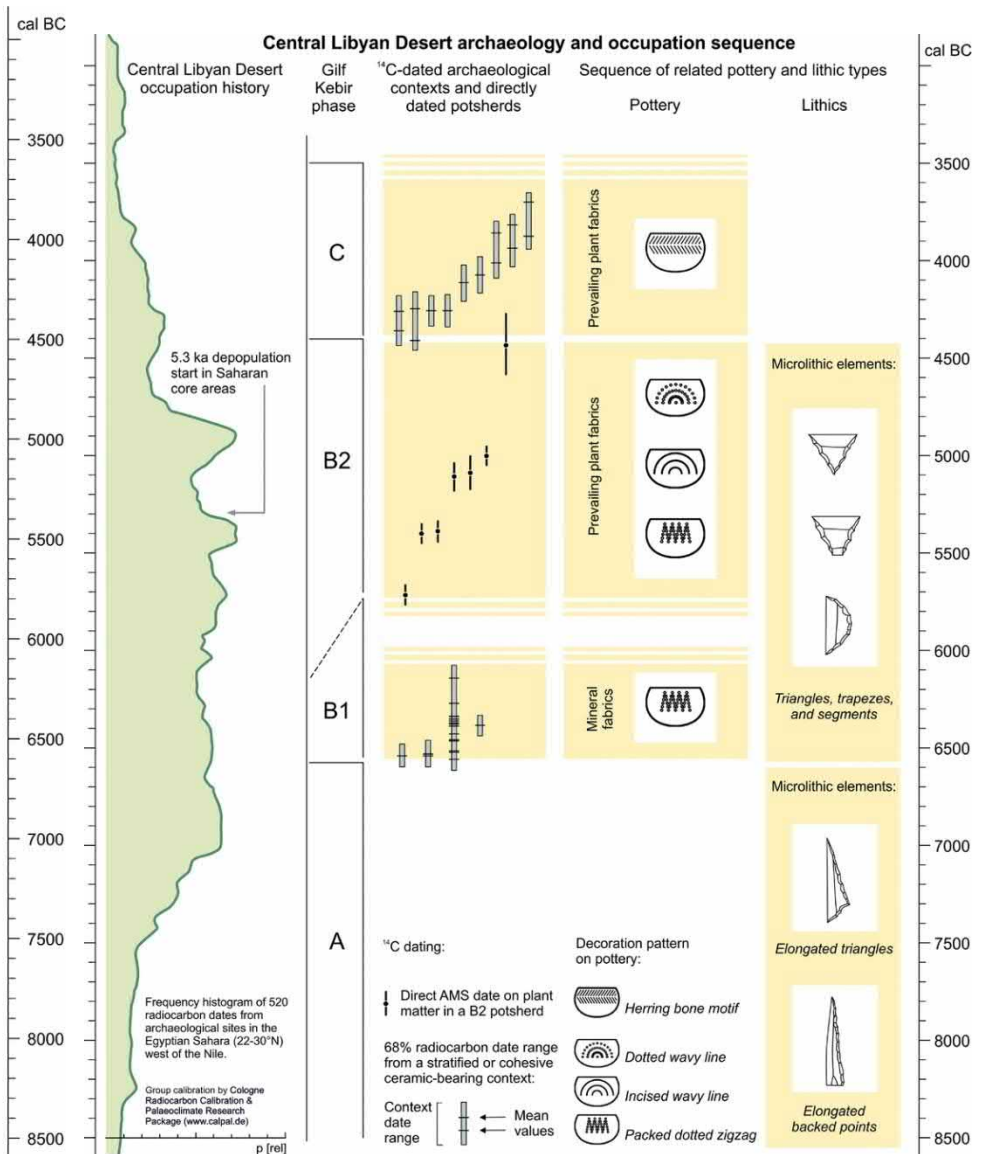 cal BC
Central Libyan Desert archaeology and occupation sequence
cal BC
Central Libyan Desert
occupation history
Gilf
Kebir
phase
14C-dated archaeological
contexts and directly
dated potsherds
Sequence of related pottery and lithic types
Pottery
Lithics
3500
4000
4500
5000
5500
6000
6500
7000
7500
8000
8500
5.3 ka depopulation
start in Saharan
core areas
C
B2
B1
A
Prevailing plant fabrics
Prevailing plant fabrics
Mineral
fabrics
Microlithic elements:
Triangles, trapezes,
and segments
Microlithic elements:
Elongated triangles
Elongated
backed points
3500
4000
4500
5000
5500
6000
6500
7000
7500
8000
8500
Frequency histogram of 520
radiocarbon dates from
archaeological sites in the
Egyptian Sahara (22-30°N)
west of the Nile.
Group calibration by Cologne
Radiocarbon Calibration &
Palaeoclimate Research
Package (www.calpal.de)
p [rel]
14C dating:
Direct AMS date on plant
matter in a B2 potsherd
68% radiocarbon date range
from a stratified or cohesive
ceramic-bearing context:
Context
date
range
Mean
values
Decoration pattern
on pottery:
Herring bone motif
Dotted wavy line
Incised wavy line
Packed dotted zigzag